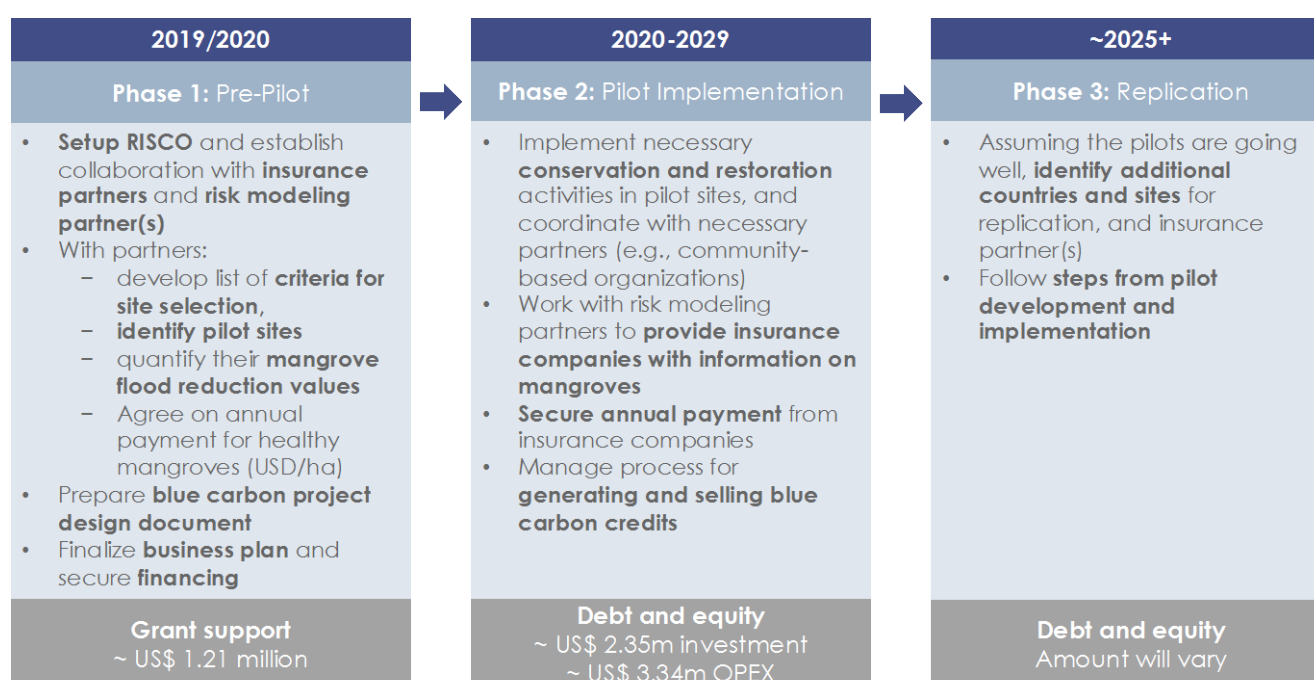 2019/2020
Phase 1: Pre-Pilot
• Setup RISCO and establish
collaboration with insurance
partners and risk modeling
partner(s)
• With partners:
– develop list of criteria for
site selection,
– identify pilot sites
– quantify their mangrove
flood reduction values
– Agree on annual
payment for healthy
mangroves (USD/ha)
• Prepare blue carbon project
design document
• Finalize business plan and
secure financing
Grant support
~ US$ 1.21 million
2020-2029
Phase 2: Pilot Implementation
• Implement necessary
conservation and restoration
activities in pilot sites, and
coordinate with necessary
partners (e.g., community-
based organizations)
• Work with risk modeling
partners to provide insurance
companies with information on
mangroves
• Secure annual payment from
insurance companies
• Manage process for
generating and selling blue
carbon credits
Debt and equity
~ US$ 2.35m investment
~ US$ 3.34m OPEX
~2025+
Phase 3: Replication
• Assuming the pilots are going
well, identify additional
countries and sites for
replication, and insurance
partner(s)
• Follow steps from pilot
development and
implementation
Debt and equity
Amount will vary